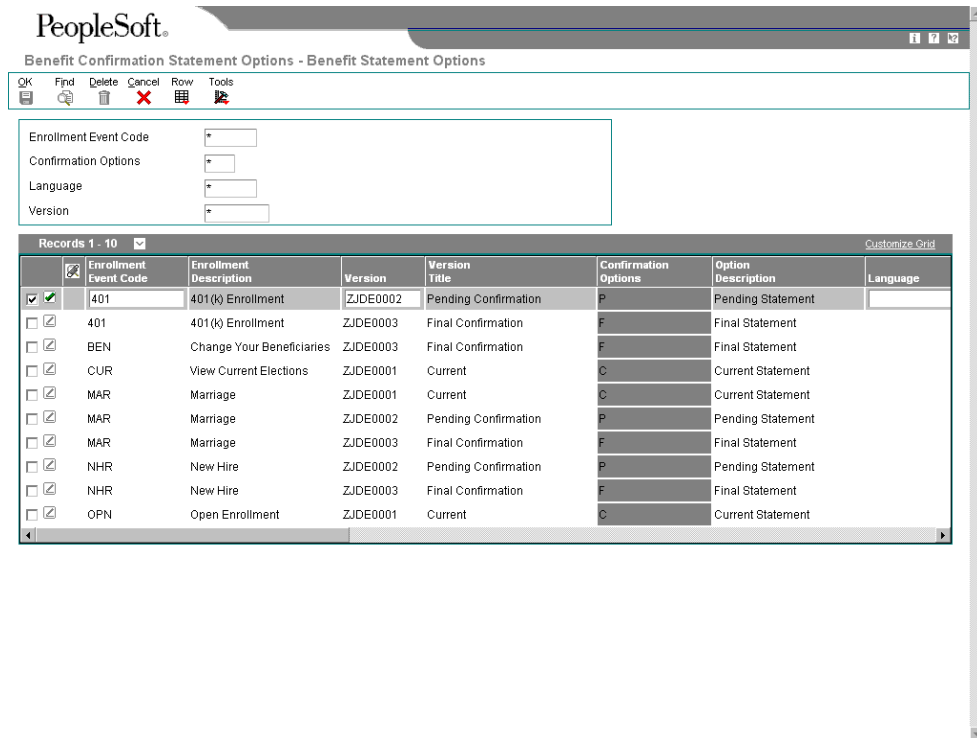 PeopleSoft®
i ? 
Benefit Confirmation Statement Options - Benefit Statement Options
OK Find Delete Cancel Row Tools
Enrollment Event Code *
Confirmation Options *
Language *
Version *
Records 1 - 10 Customize Grid
Enrollment Event Code Enrollment Description Version Version Title Confirmation Options Option Description Language
401 401(k) Enrollment ZJDE0002 Pending Confirmation P Pending Statement
401 401(k) Enrollment ZJDE0003 Final Confirmation F Final Statement
BEN Change Your Beneficiaries ZJDE0003 Final Confirmation F Final Statement
CUR View Current Elections ZJDE0001 Current C Current Statement
MAR Marriage ZJDE0001 Current C Current Statement
MAR Marriage ZJDE0002 Pending Confirmation P Pending Statement
MAR Marriage ZJDE0003 Final Confirmation F Final Statement
NHR New Hire ZJDE0002 Pending Confirmation P Pending Statement
NHR New Hire ZJDE0003 Final Confirmation F Final Statement
OPN Open Enrollment ZJDE0001 Current C Current Statement